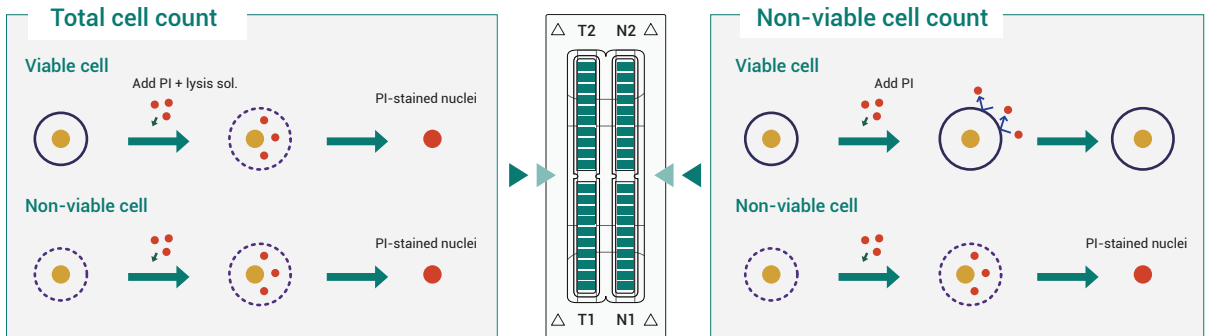 Total cell count
Viable cell
Add PI + lysis sol.
PI-stained nuclei
Non-viable cell
PI-stained nuclei
△ T2 N2 △
△ T1 N1 △
Non-viable cell count
Viable cell
Add PI
Non-viable cell
PI-stained nuclei